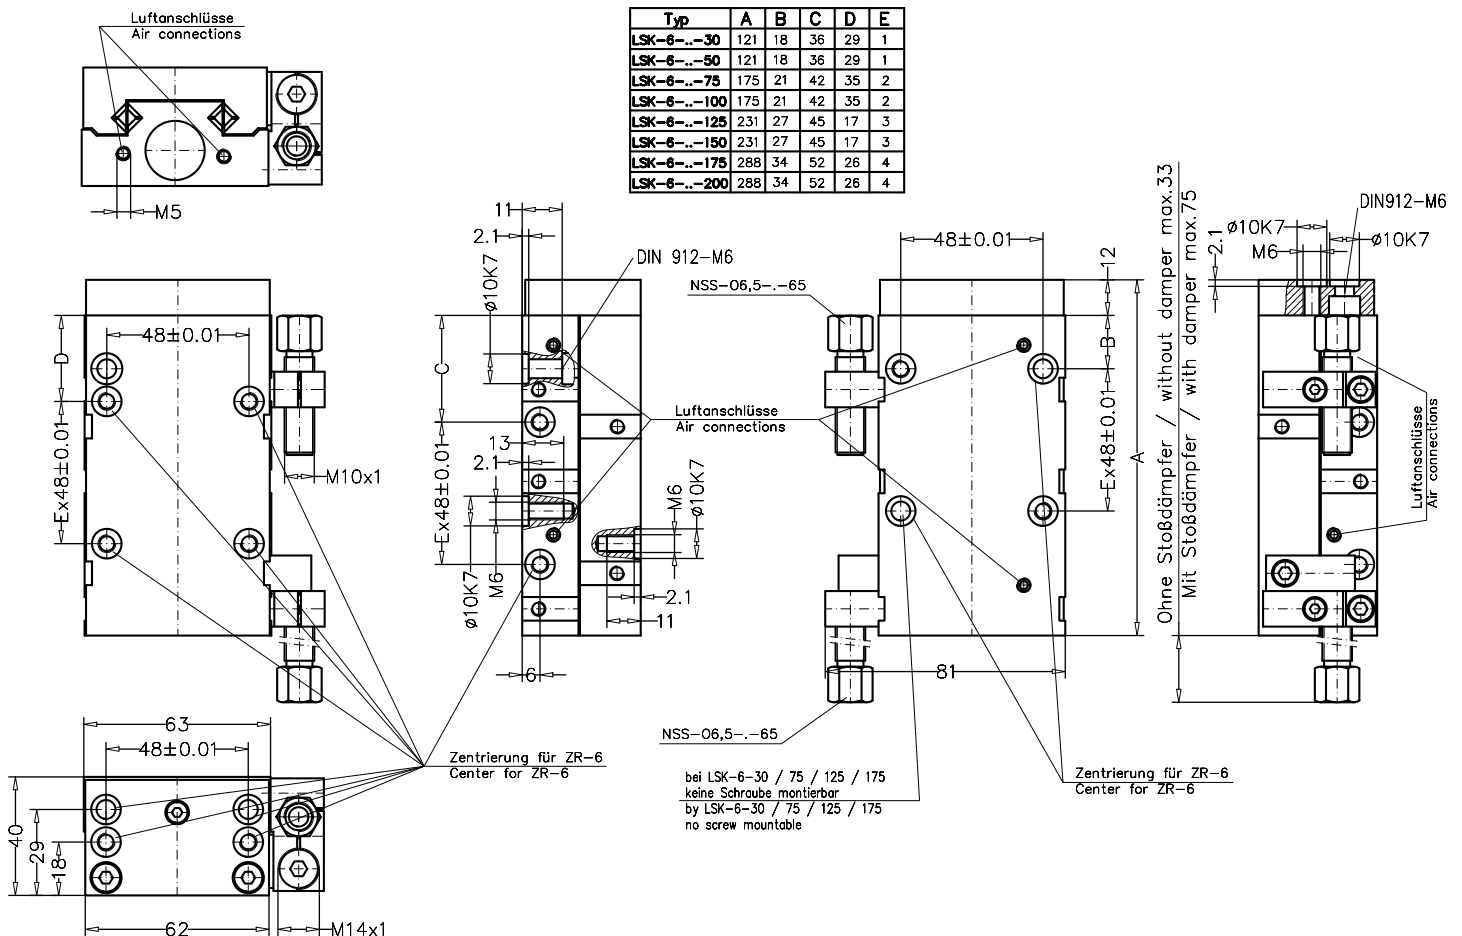 Luftanschlüsse
Air connections
M5
Typ A B C D E
LSK-6-..-30 121 18 36 29 1
LSK-6-..-50 121 18 36 29 1
LSK-6-..-75 175 21 42 35 2
LSK-6-..-100 175 21 42 35 2
LSK-6-..-125 231 27 45 17 3
LSK-6-..-150 231 27 45 17 3
LSK-6-..-175 288 34 52 26 4
LSK-6-..-200 288 34 52 26 4
D
48±0.01
Ex48±0.01
M10x1
11
2.1
ø10K7
DIN 912-M6
C
13
2.1
Ex48±0.01
ø10K7
M6
M6
ø10K7
2.1
11
6
Luftanschlüsse
Air connections
NSS-06,5-.-65
48±0.01
12
B
Ex48±0.01
A
81
NSS-06,5-.-65
Ohne Stoßdämpfer / without damper max.33
Mit Stoßdämpfer / with damper max.75
2.1
ø10K7
M6
DIN912-M6
ø10K7
Luftanschlüsse
Air connections
63
48±0.01
40
29
18
62
M14x1
Zentrierung für ZR-6
Center for ZR-6
bei LSK-6-30 / 75 / 125 / 175
keine Schraube montierbar
by LSK-6-30 / 75 / 125 / 175
no screw mountable
Zentrierung für ZR-6
Center for ZR-6